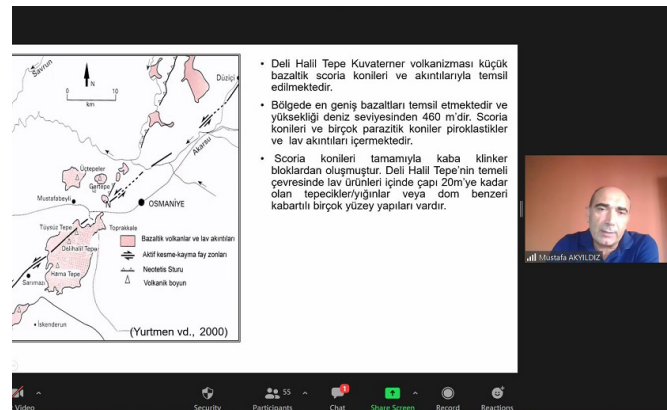 Savrun
N
0 10
km
Düziçi
Akarsu
Üçtepeler
Gertepe
N
Mustafabeyli
OSMANİYE
Toprakkale
Tüysüz Tepe
Delihalil Tepe
Hama Tepe
Sarımazı
İskenderun
Bazaltik volkanlar ve lav akıntıları
Aktif kesme-kayma fay zonları
Neotetis Sturu
Volkanik boyun
(Yurtmen vd., 2000)
• Deli Halil Tepe Kuvaterner volkanizması küçük
bazaltik scoria konileri ve akıntılarıyla temsil
edilmektedir.
• Bölgede en geniş bazaltları temsil etmektedir ve
yüksekliği deniz seviyesinden 460 m'dir. Scoria
konileri ve birçok parazitik koniler piroklastikler
ve lav akıntıları içermektedir.
• Scoria konileri tamamıyla kaba klinker
bloklardan oluşmuştur. Deli Halil Tepe'nin temeli
çevresinde lav ürünleri içinde çapı 20m'ye kadar
olan tepecikler/yığınlar veya dom benzeri
kabartılı birçok yüzey yapıları vardır.
Mustafa AKYILDIZ
Video
Security
55
Participants
1
Chat
Share Screen
Record
Reactions